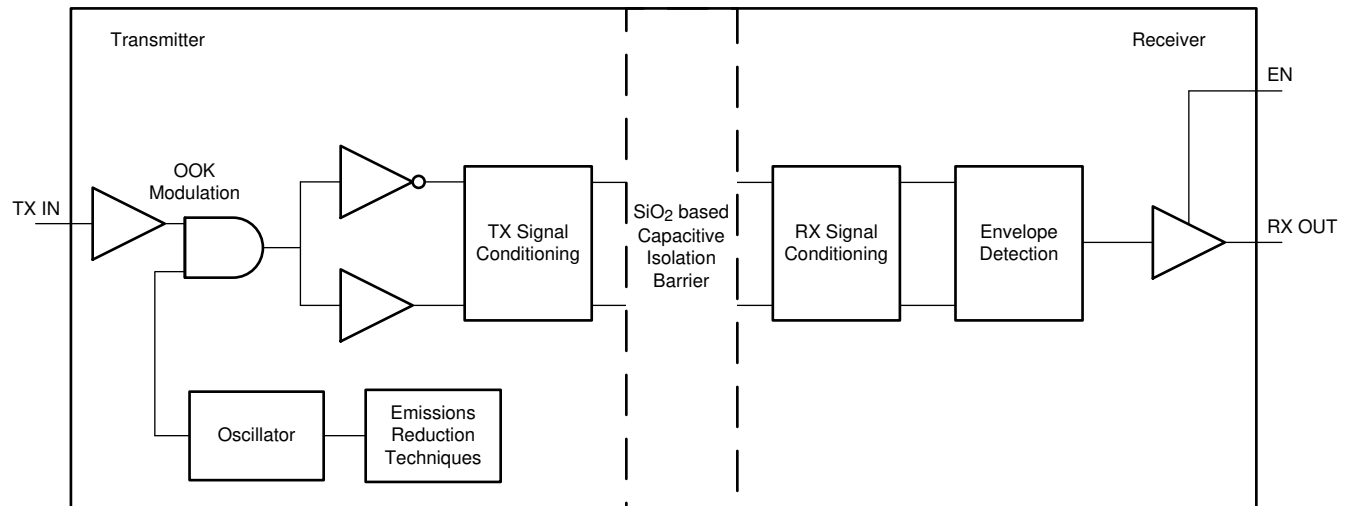 Transmitter
Receiver
EN
OOK
Modulation
TX IN
TX Signal
Conditioning
SiO2 based
Capacitive
Isolation
Barrier
RX Signal
Conditioning
Envelope
Detection
RX OUT
Oscillator
Emissions
Reduction
Techniques